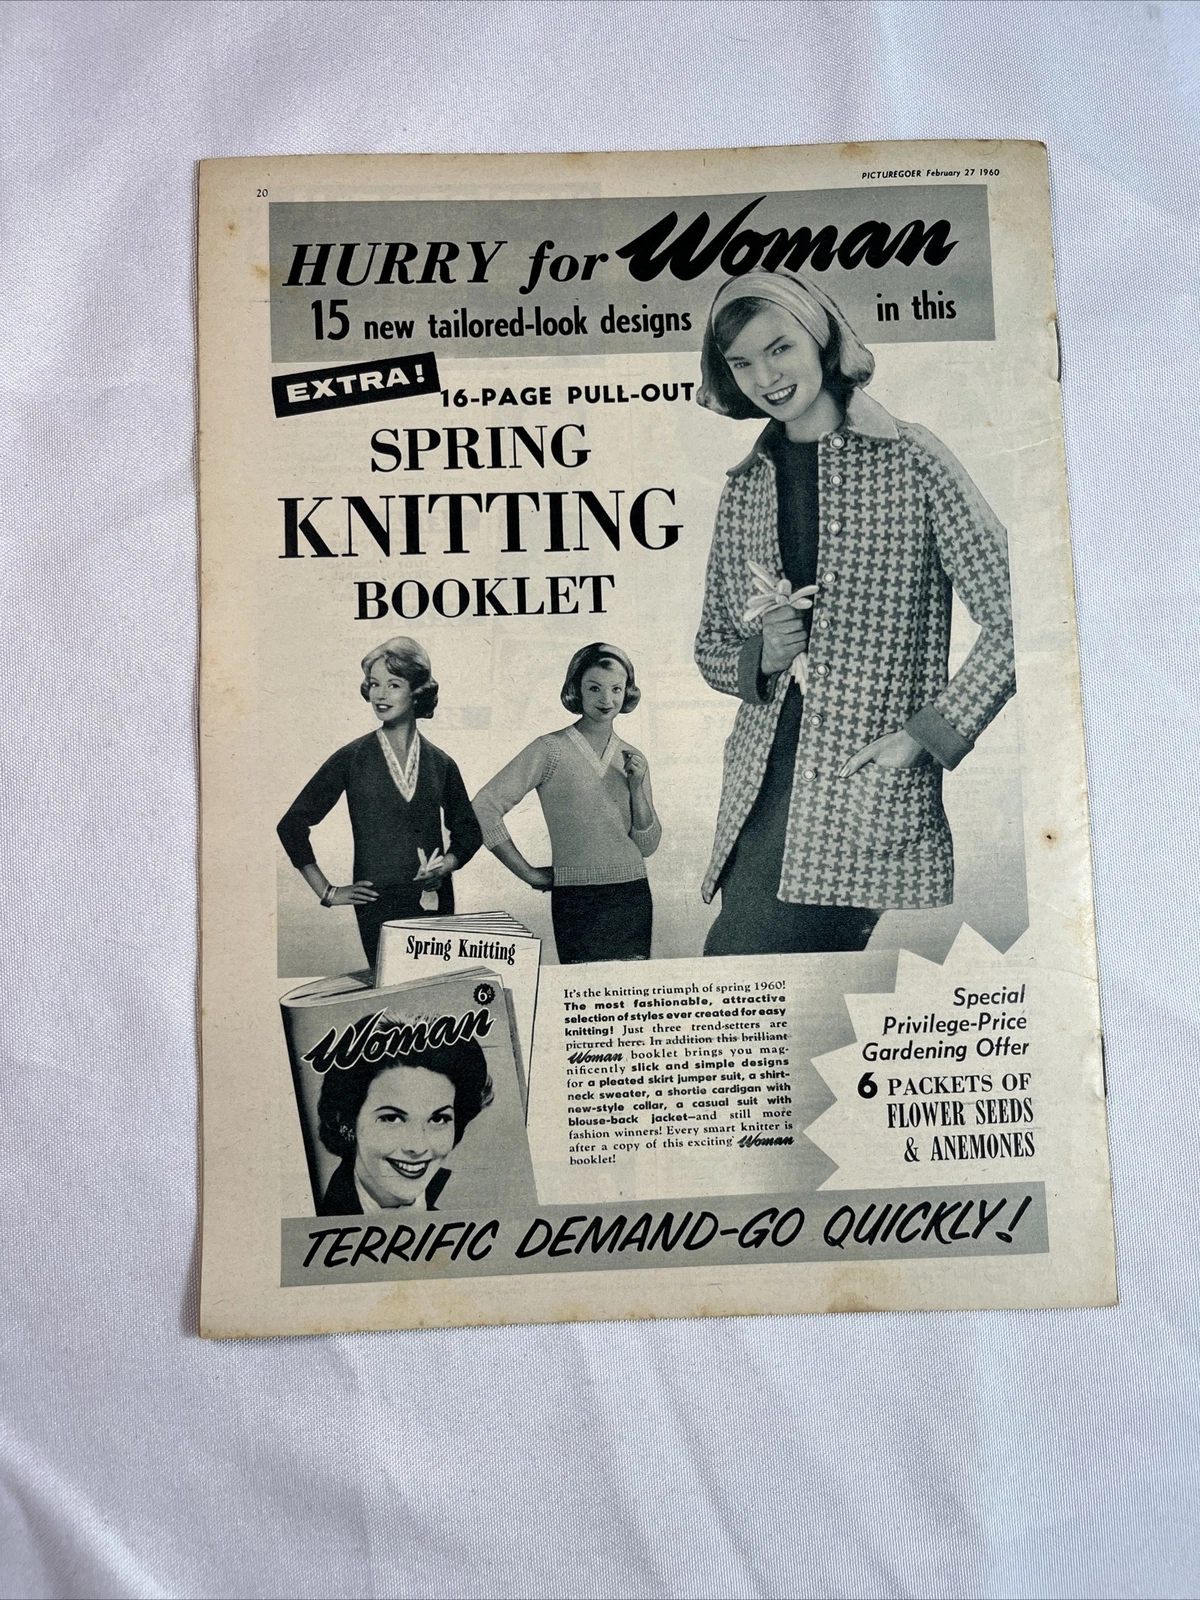 20
PICTUREGOER February 27 1960
HURRY for Woman
15 new tailored-look designs in this
EXTRA!
16-PAGE PULL-OUT
SPRING
KNITTING
BOOKLET
Spring Knitting
6d
Woman
It's the knitting triumph of spring 1960!
The most fashionable, attractive
selection of styles ever created for easy
knitting! Just three trend-setters are
pictured here. In addition this brilliant
Woman booklet brings you mag-
nificently slick and simple designs
for a pleated skirt jumper suit, a shirt-
neck sweater, a shortie cardigan with
new-style collar, a casual suit with
blouse-back jacket—and still more
fashion winners! Every smart knitter is
after a copy of this exciting Woman
booklet!
Special
Privilege-Price
Gardening Offer
6 PACKETS OF
FLOWER SEEDS
& ANEMONES
TERRIFIC DEMAND-GO QUICKLY!